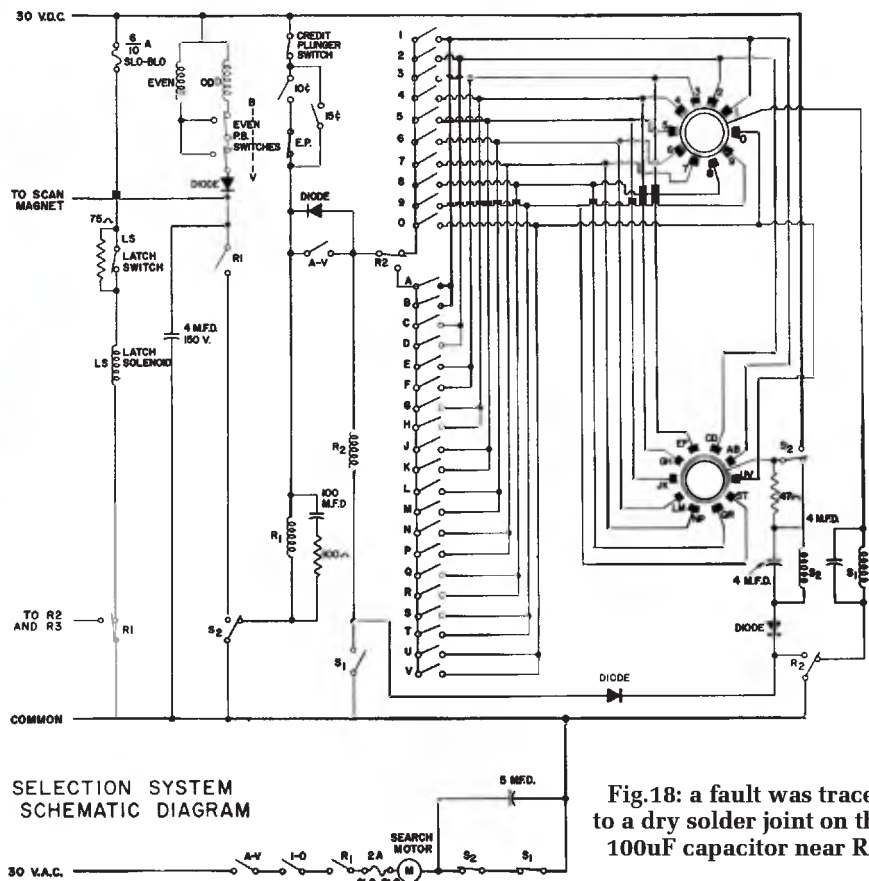 30 V.D.C.
6/10 A
SLO-BLO
EVEN
ODD
B
V
EVEN
P.B.
SWITCHES
DIODE
TO SCAN
MAGNET
75
LS
LATCH
SWITCH
R1
4 M.F.D.
150 V.
LS
LATCH
SOLENOID
TO R2
AND R3
R1
S2
COMMON
CREDIT
PLUNGER
SWITCH
10¢
15¢
E.P.
DIODE
A-V
R2
R2
100
M.F.D
R1
S1
1
2
3
4
5
6
7
8
9
0
A
B
C
D
E
F
G
H
J
K
L
M
N
P
Q
R
S
T
U
V
EF
CD
AB
GH
UV
JK
ST
LM
NP
QR
S2
47
4 M.F.D.
4 M.F.D.
S2
S1
DIODE
R2
DIODE
SELECTION SYSTEM
SCHEMATIC DIAGRAM
5 M.F.D.
30 V.A.C.
A-V
1-0
R1
2A
SEARCH
MOTOR
M
S2
S1
Fig.18: a fault was trace
to a dry solder joint on th
100uF capacitor near R